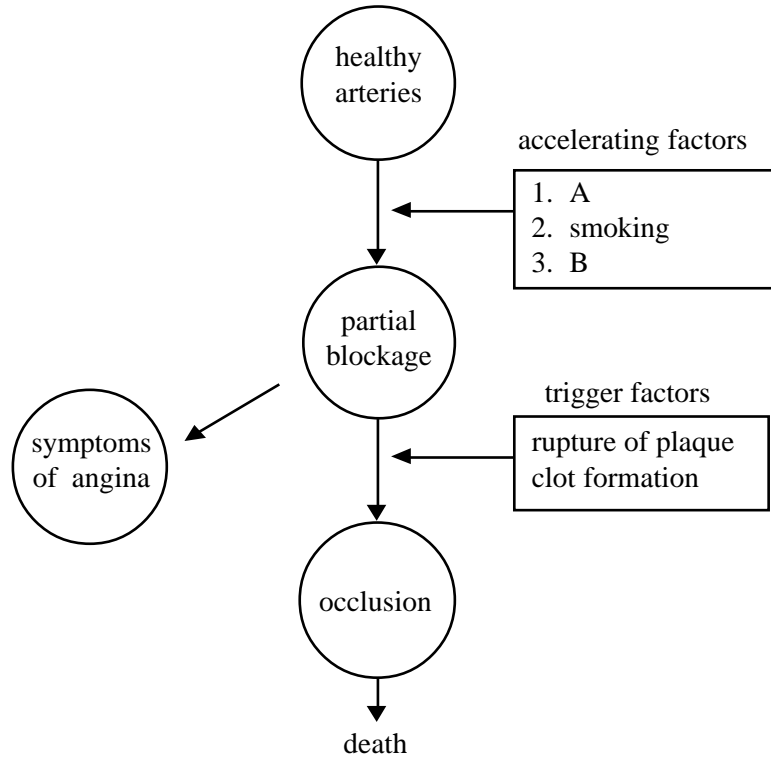 healthy
arteries
accelerating factors
1. A
2. smoking
3. B
partial
blockage
trigger factors
rupture of plaque
clot formation
symptoms
of angina
occlusion
death